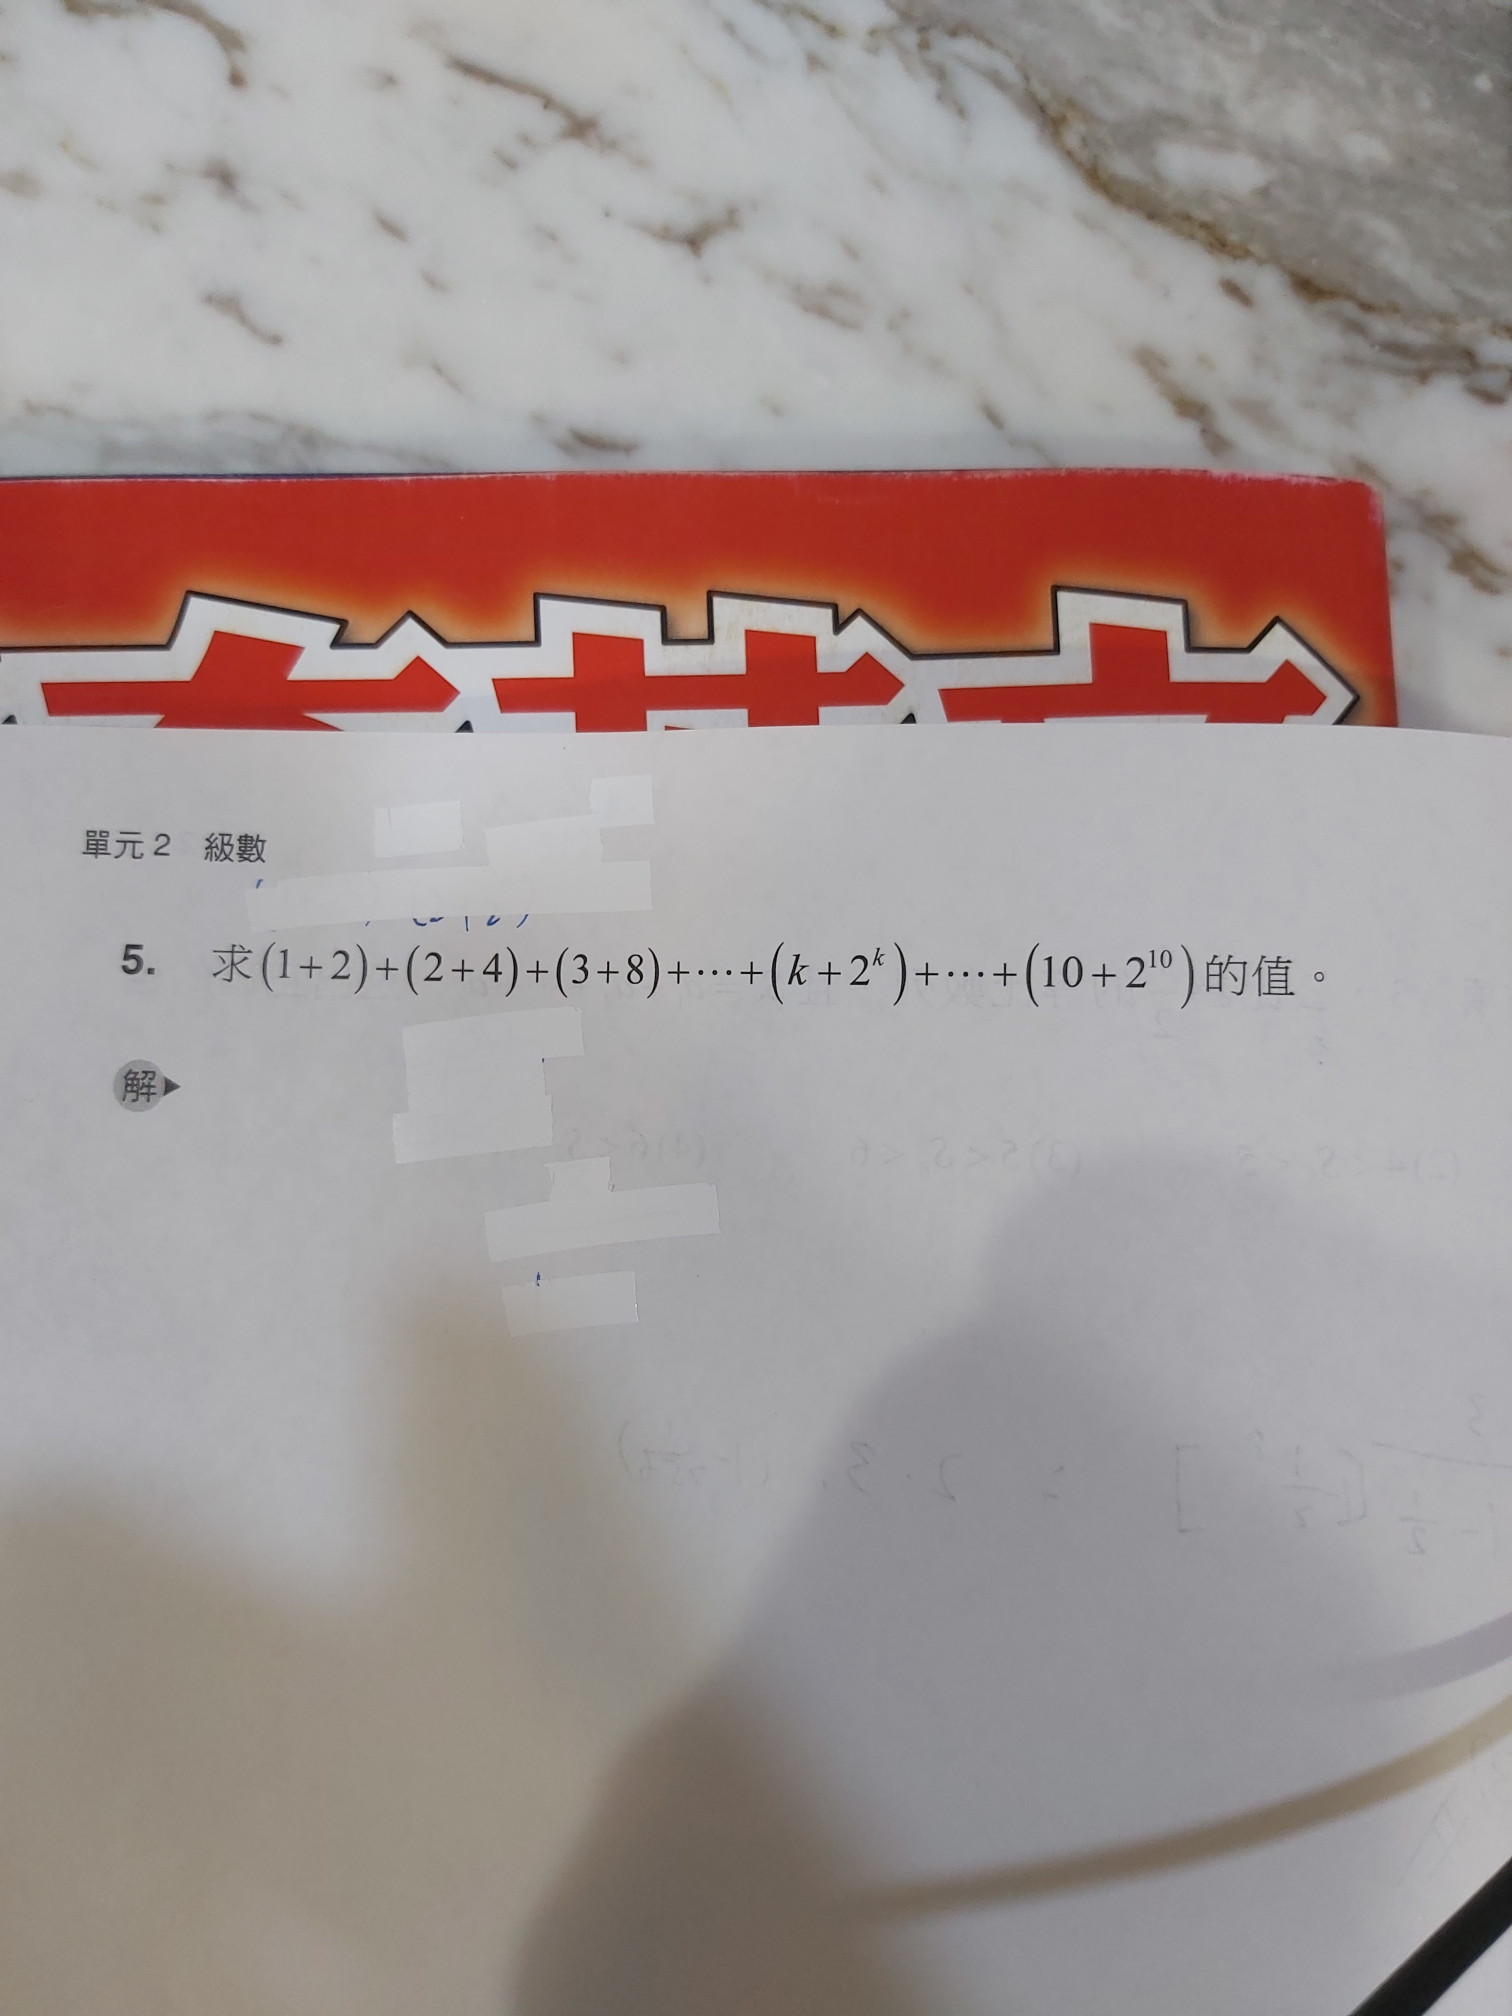 單元2 級數
5. 求(1+2)+(2+4)+(3+8)+⋯+(k+2^k)+⋯+(10+2^10)的值。
解